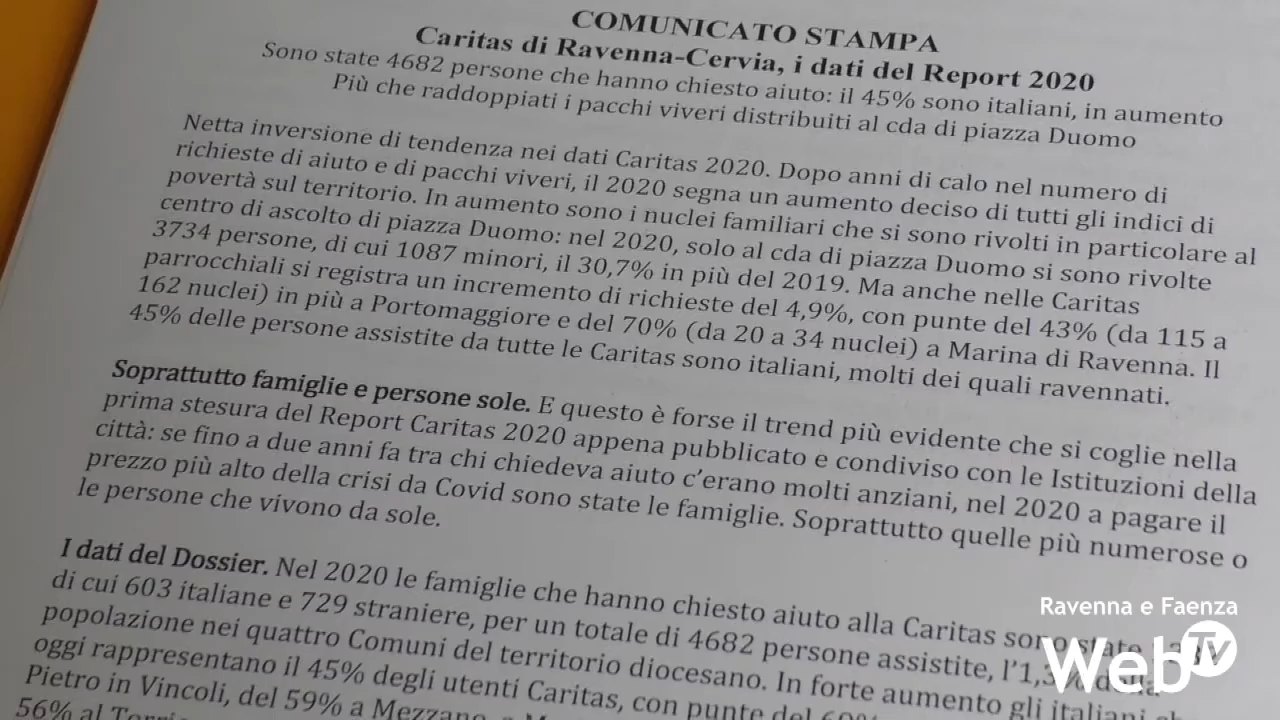 COMUNICATO STAMPA
Caritas di Ravenna-Cervia, i dati del Report 2020
Sono state 4682 persone che hanno chiesto aiuto: il 45% sono italiani, in aumento
Più che raddoppiati i pacchi viveri distribuiti al cda di piazza Duomo
Netta inversione di tendenza nei dati Caritas 2020. Dopo anni di calo nel numero di
richieste di aiuto e di pacchi viveri, il 2020 segna un aumento deciso di tutti gli indici di
povertà sul territorio. In aumento sono i nuclei familiari che si sono rivolti in particolare al
centro di ascolto di piazza Duomo: nel 2020, solo al cda di piazza Duomo si sono rivolte
3734 persone, di cui 1087 minori, il 30,7% in più del 2019. Ma anche nelle Caritas
parrocchiali si registra un incremento di richieste del 4,9%, con punte del 43% (da 115 a
162 nuclei) in più a Portomaggiore e del 70% (da 20 a 34 nuclei) a Marina di Ravenna. Il
45% delle persone assistite da tutte le Caritas sono italiani, molti dei quali ravennati.
Soprattutto famiglie e persone sole. E questo è forse il trend più evidente che si coglie nella
prima stesura del Report Caritas 2020 appena pubblicato e condiviso con le Istituzioni della
città: se fino a due anni fa tra chi chiedeva aiuto c'erano molti anziani, nel 2020 a pagare il
prezzo più alto della crisi da Covid sono state le famiglie. Soprattutto quelle più numerose o
le persone che vivono da sole.
I dati del Dossier. Nel 2020 le famiglie che hanno chiesto aiuto alla Caritas sono state
di cui 603 italiane e 729 straniere, per un totale di 4682 persone assistite, l'1,3% della
popolazione nei quattro Comuni del territorio diocesano. In forte aumento gli italiani che
oggi rappresentano il 45% degli utenti Caritas, con punte del 60%
Pietro in Vincoli, del 59% a Mezzano, a
56% al
Ravenna e Faenza
WebTV